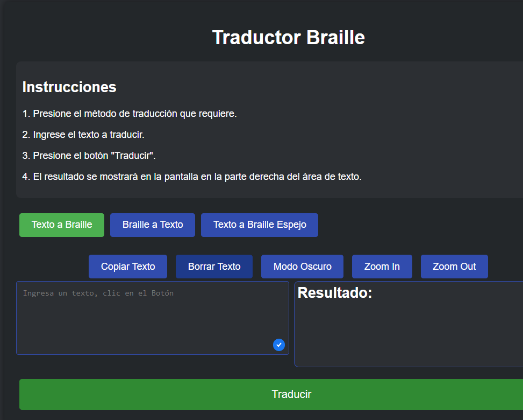 Traductor Braille
Instrucciones
1. Presione el método de traducción que requiere.
2. Ingrese el texto a traducir.
3. Presione el botón "Traducir".
4. El resultado se mostrará en la pantalla en la parte derecha del área de texto.
Texto a Braille Braille a Texto Texto a Braille Espejo
Copiar Texto Borrar Texto Modo Oscuro Zoom In Zoom Out
Ingresa un texto, clic en el Botón
Resultado:
Traducir